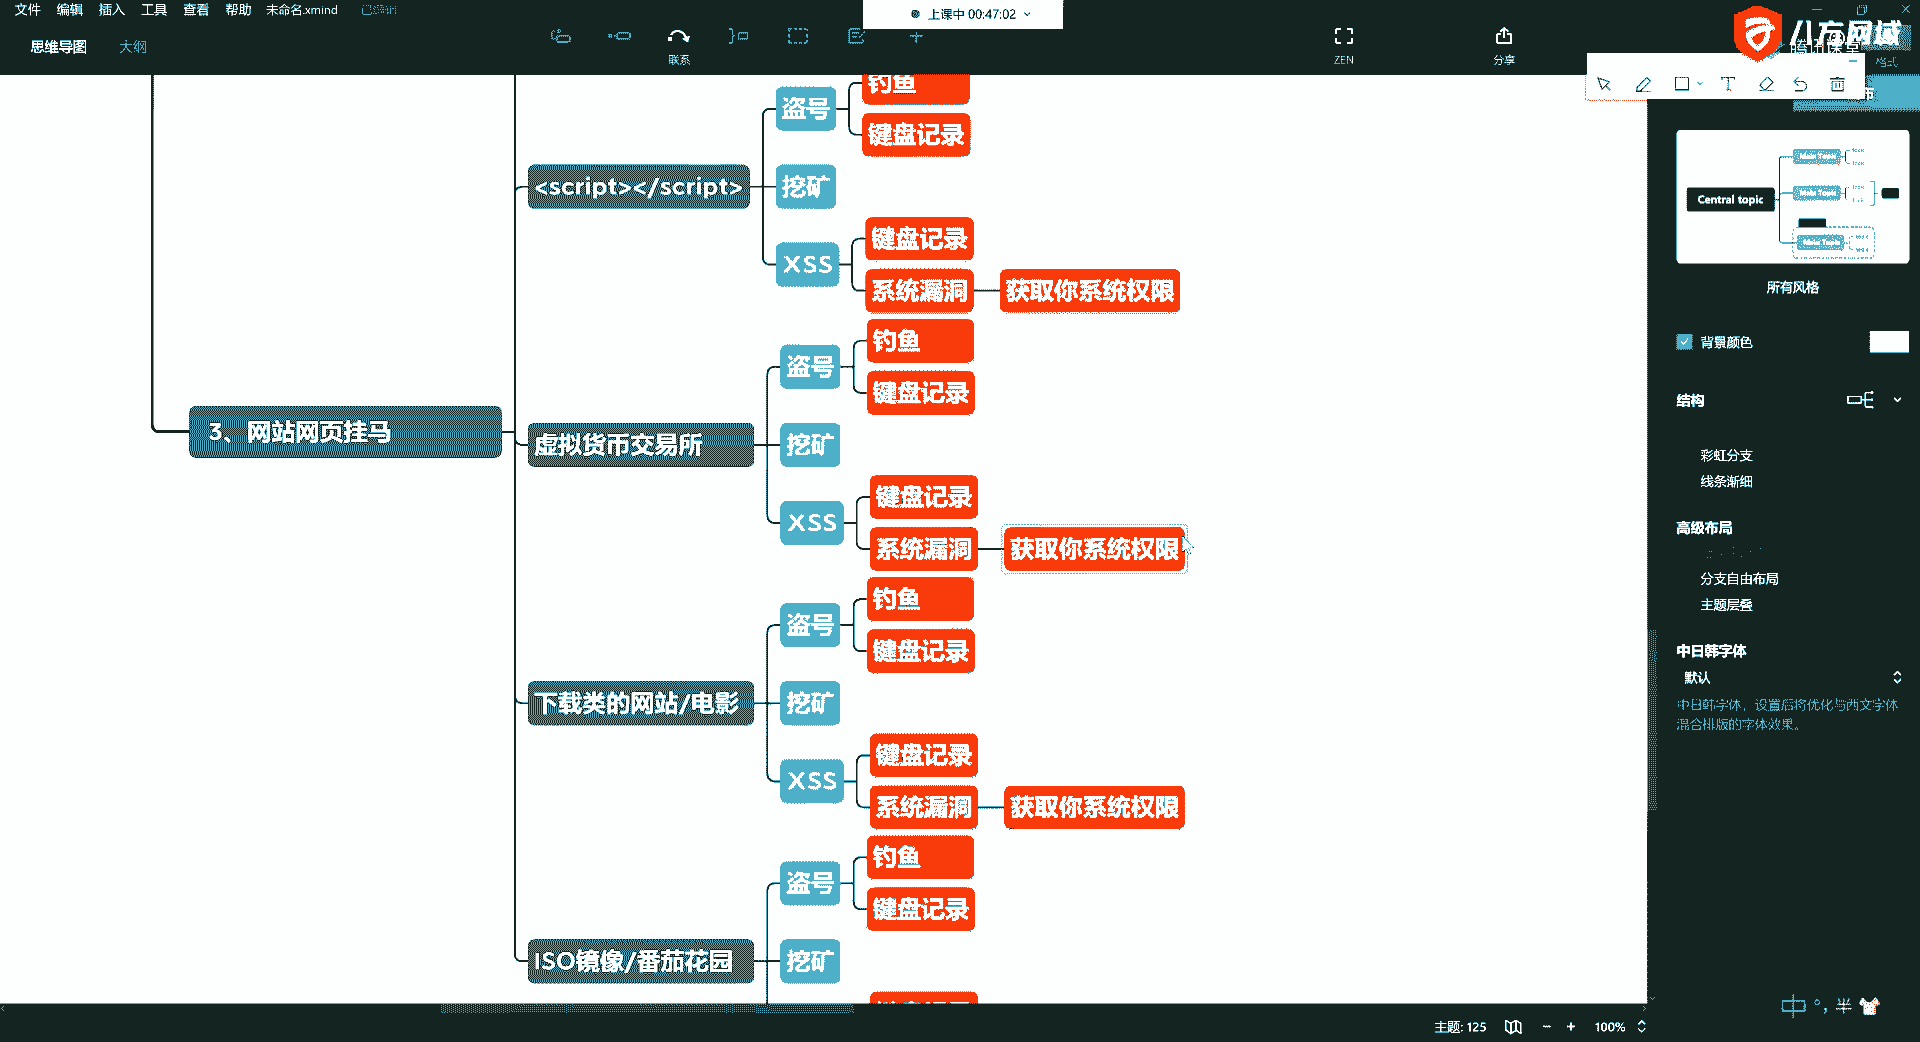 文件 编辑 插入 工具 查看 帮助 未命名.xmind
上课中 00:47:02
八方网域
腾讯课堂
思维导图 大纲
联系
ZEN
分享
格式
钓鱼
盗号
键盘记录
<script></script>
挖矿
键盘记录
XSS
系统漏洞
获取你系统权限
钓鱼
盗号
键盘记录
3、网站网页挂马
虚拟货币交易所
挖矿
键盘记录
XSS
系统漏洞
获取你系统权限
钓鱼
盗号
键盘记录
下载类的网站/电影
挖矿
键盘记录
XSS
系统漏洞
获取你系统权限
钓鱼
盗号
键盘记录
ISO镜像/番茄花园
挖矿
Central topic
Main Topic
Main Topic
Main Topic
所有风格
背景颜色
结构
彩虹分支
线条渐细
高级布局
分支自由布局
主题层叠
中日韩字体
默认
中日韩字体，设置后将优化与西文字体
混合排版的字体效果。
主题: 125
100%